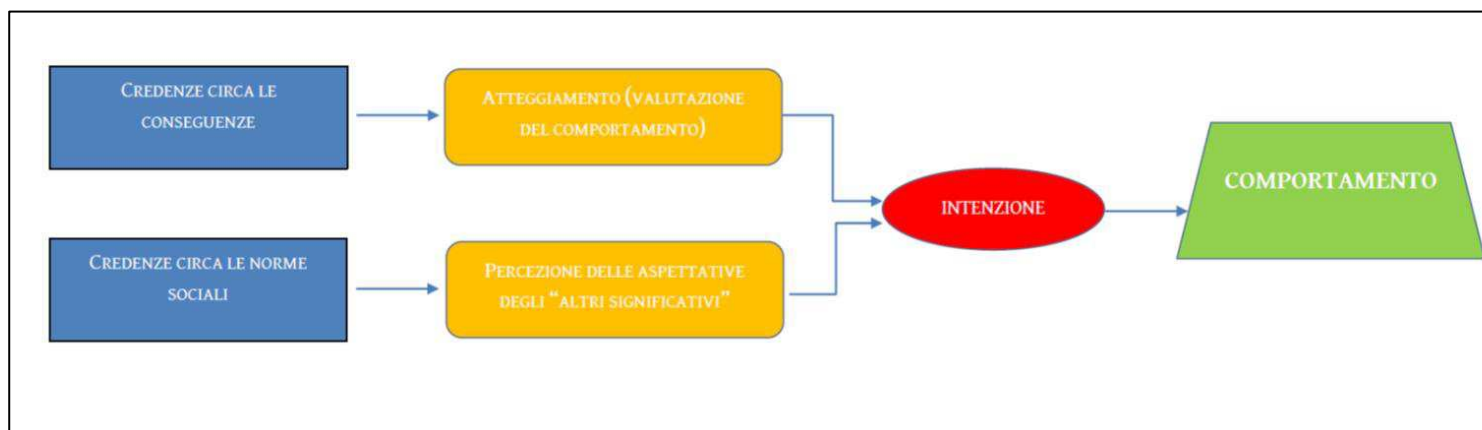 CREDENZE CIRCA LE
CONSEGUENZE
ATTEGGIAMENTO (VALUTAZIONE
DEL COMPORTAMENTO)
CREDENZE CIRCA LE NORME
SOCIALI
PERCEZIONE DELLE ASPETTATIVE
DEGLI “ALTRI SIGNIFICATIVI”
INTENZIONE
COMPORTAMENTO